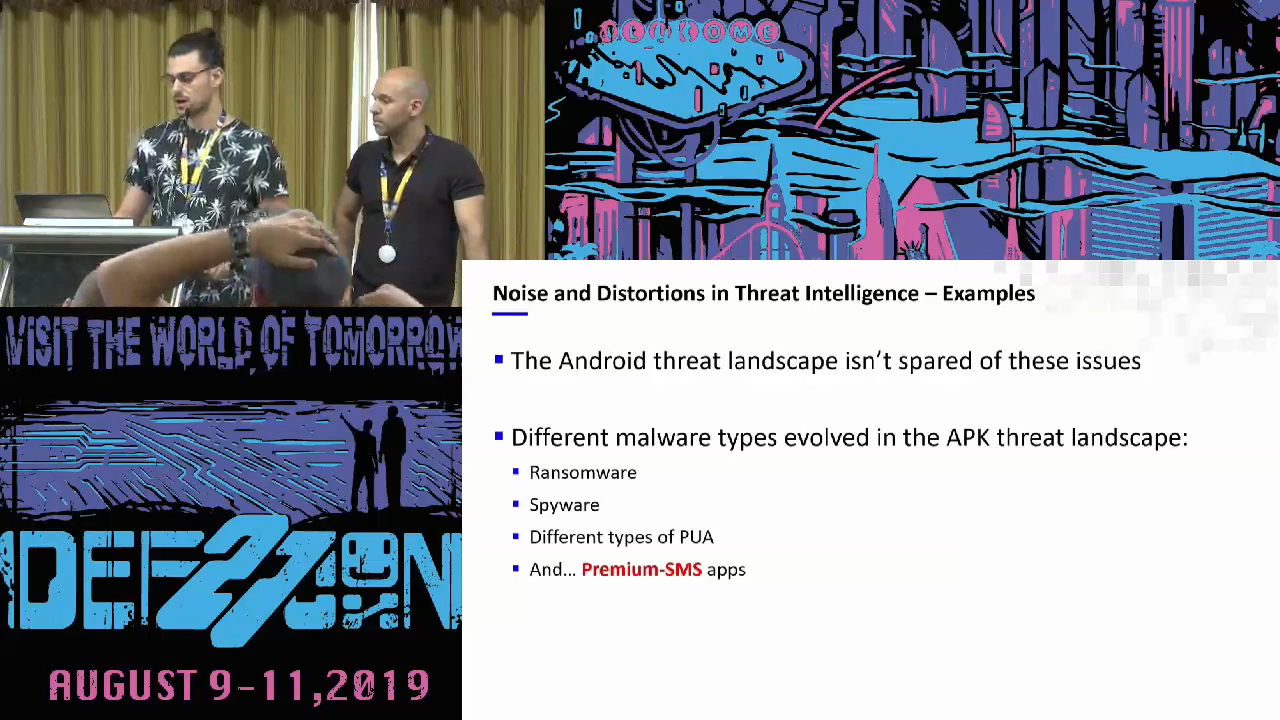 WELCOME
Noise and Distortions in Threat Intelligence – Examples
VISIT THE WORLD OF TOMORROW
▪ The Android threat landscape isn’t spared of these issues
▪ Different malware types evolved in the APK threat landscape:
▪ Ransomware
▪ Spyware
▪ Different types of PUA
▪ And... Premium-SMS apps
DEF27CON
AUGUST 9-11,2019